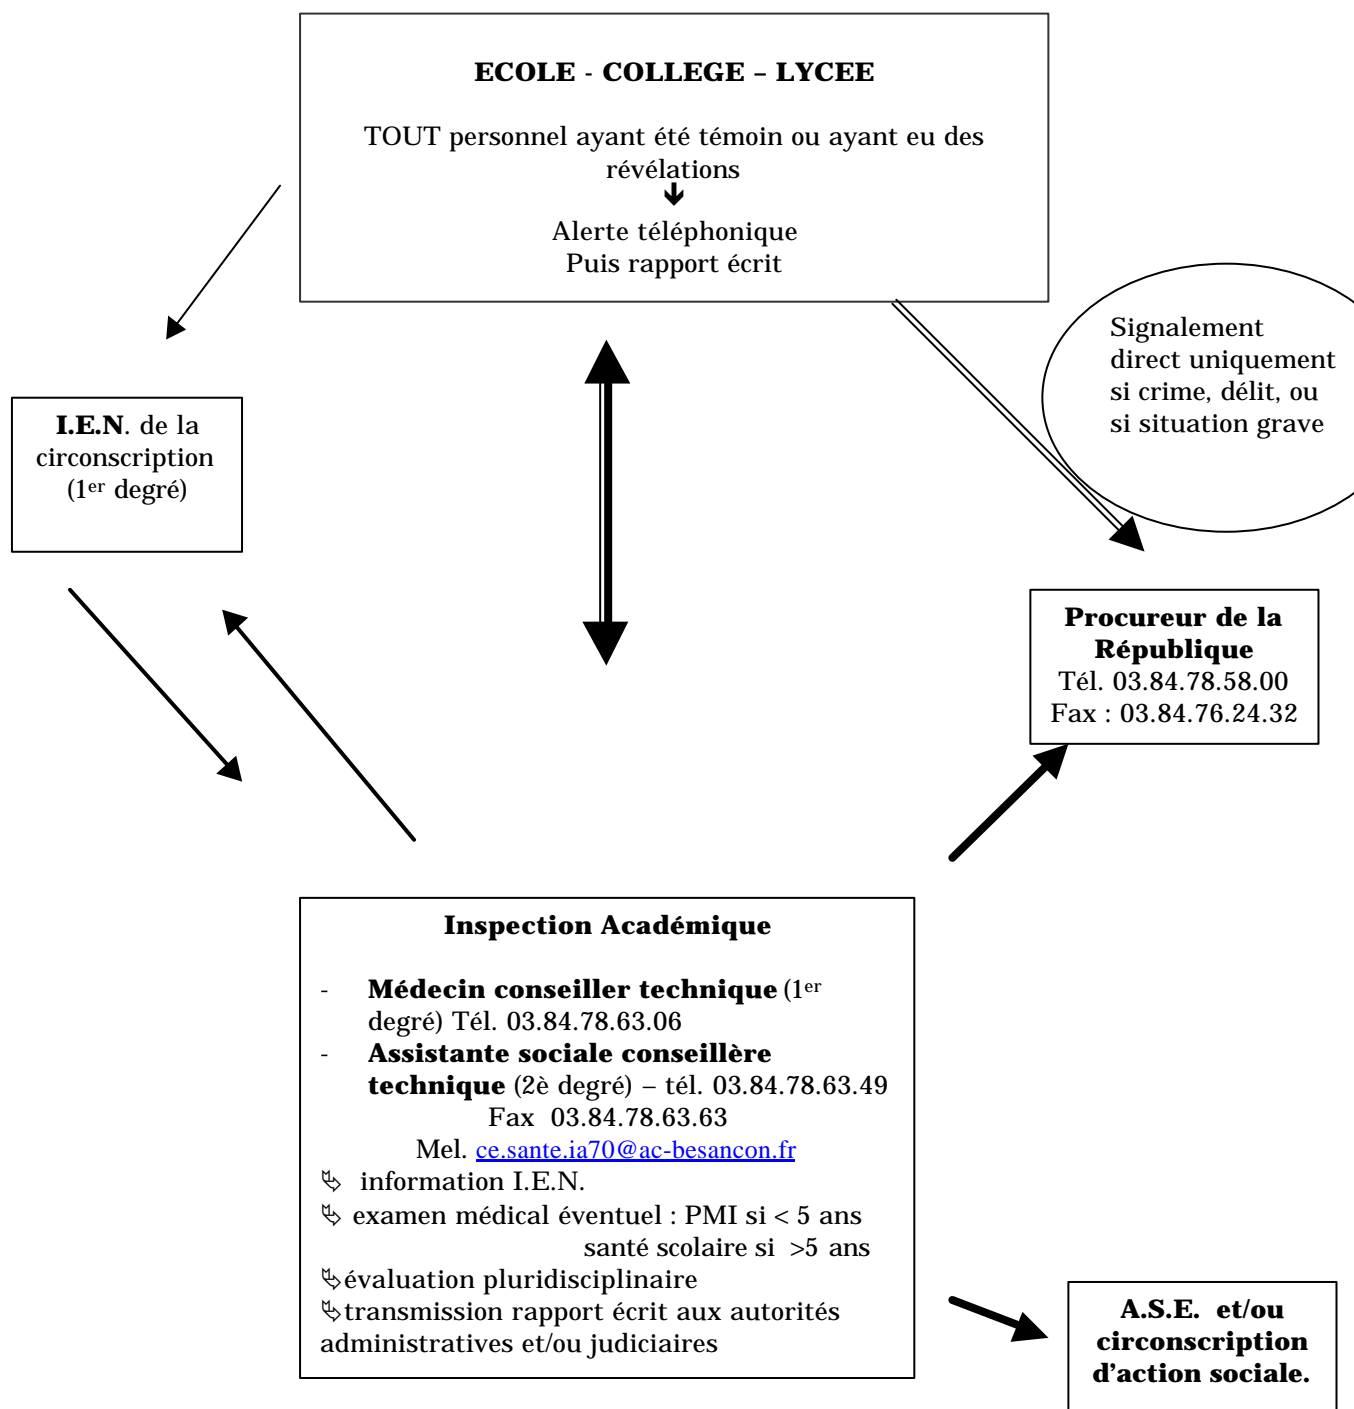 ECOLE - COLLEGE – LYCEE
TOUT personnel ayant été témoin ou ayant eu des
révélations
🡻
Alerte téléphonique
Puis rapport écrit
Signalement
direct uniquement
si crime, délit, ou
si situation grave
I.E.N. de la
circonscription
(1er degré)
Procureur de la
République
Tél. 03.84.78.58.00
Fax : 03.84.76.24.32
Inspection Académique
- Médecin conseiller technique (1er
degré) Tél. 03.84.78.63.06
- Assistante sociale conseillère
technique (2è degré) – tél. 03.84.78.63.49
Fax 03.84.78.63.63
Mel. ce.sante.ia70@ac-besancon.fr
⮱ information I.E.N.
⮱ examen médical éventuel : PMI si < 5 ans
santé scolaire si >5 ans
⮱évaluation pluridisciplinaire
⮱transmission rapport écrit aux autorités
administratives et/ou judiciaires
A.S.E. et/ou
circonscription
d'action sociale.